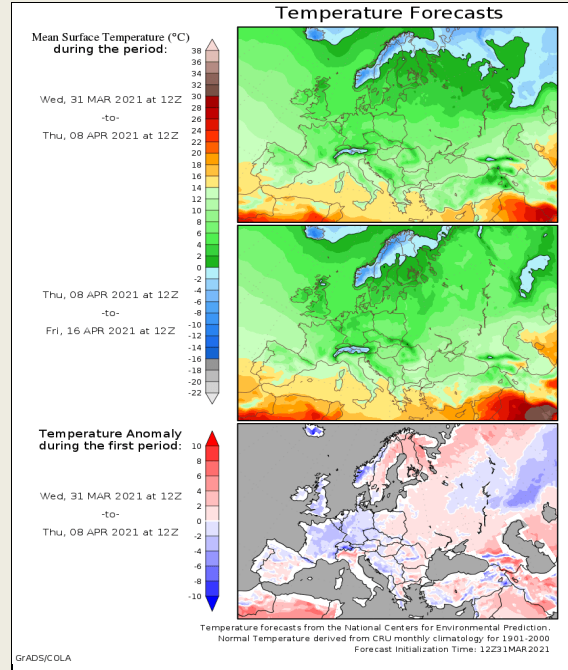 Temperature Forecasts
Mean Surface Temperature (°C)
during the period:
Wed, 31 MAR 2021 at 12Z
-to-
Thu, 08 APR 2021 at 12Z
38
36
34
32
30
28
26
24
22
20
18
16
14
12
10
8
6
4
2
0
-2
-4
-6
-8
-10
-12
-14
-16
-18
-20
-22
Thu, 08 APR 2021 at 12Z
-to-
Fri, 16 APR 2021 at 12Z
Temperature Anomaly
during the first period:
Wed, 31 MAR 2021 at 12Z
-to-
Thu, 08 APR 2021 at 12Z
10
8
6
4
2
0
-2
-4
-6
-8
-10
Temperature forecasts from the National Centers for Environmental Prediction.
Normal Temperature derived from CRU monthly climatology for 1901-2000
Forecast Initialization Time: 12Z31MAR2021
GrADS/COLA